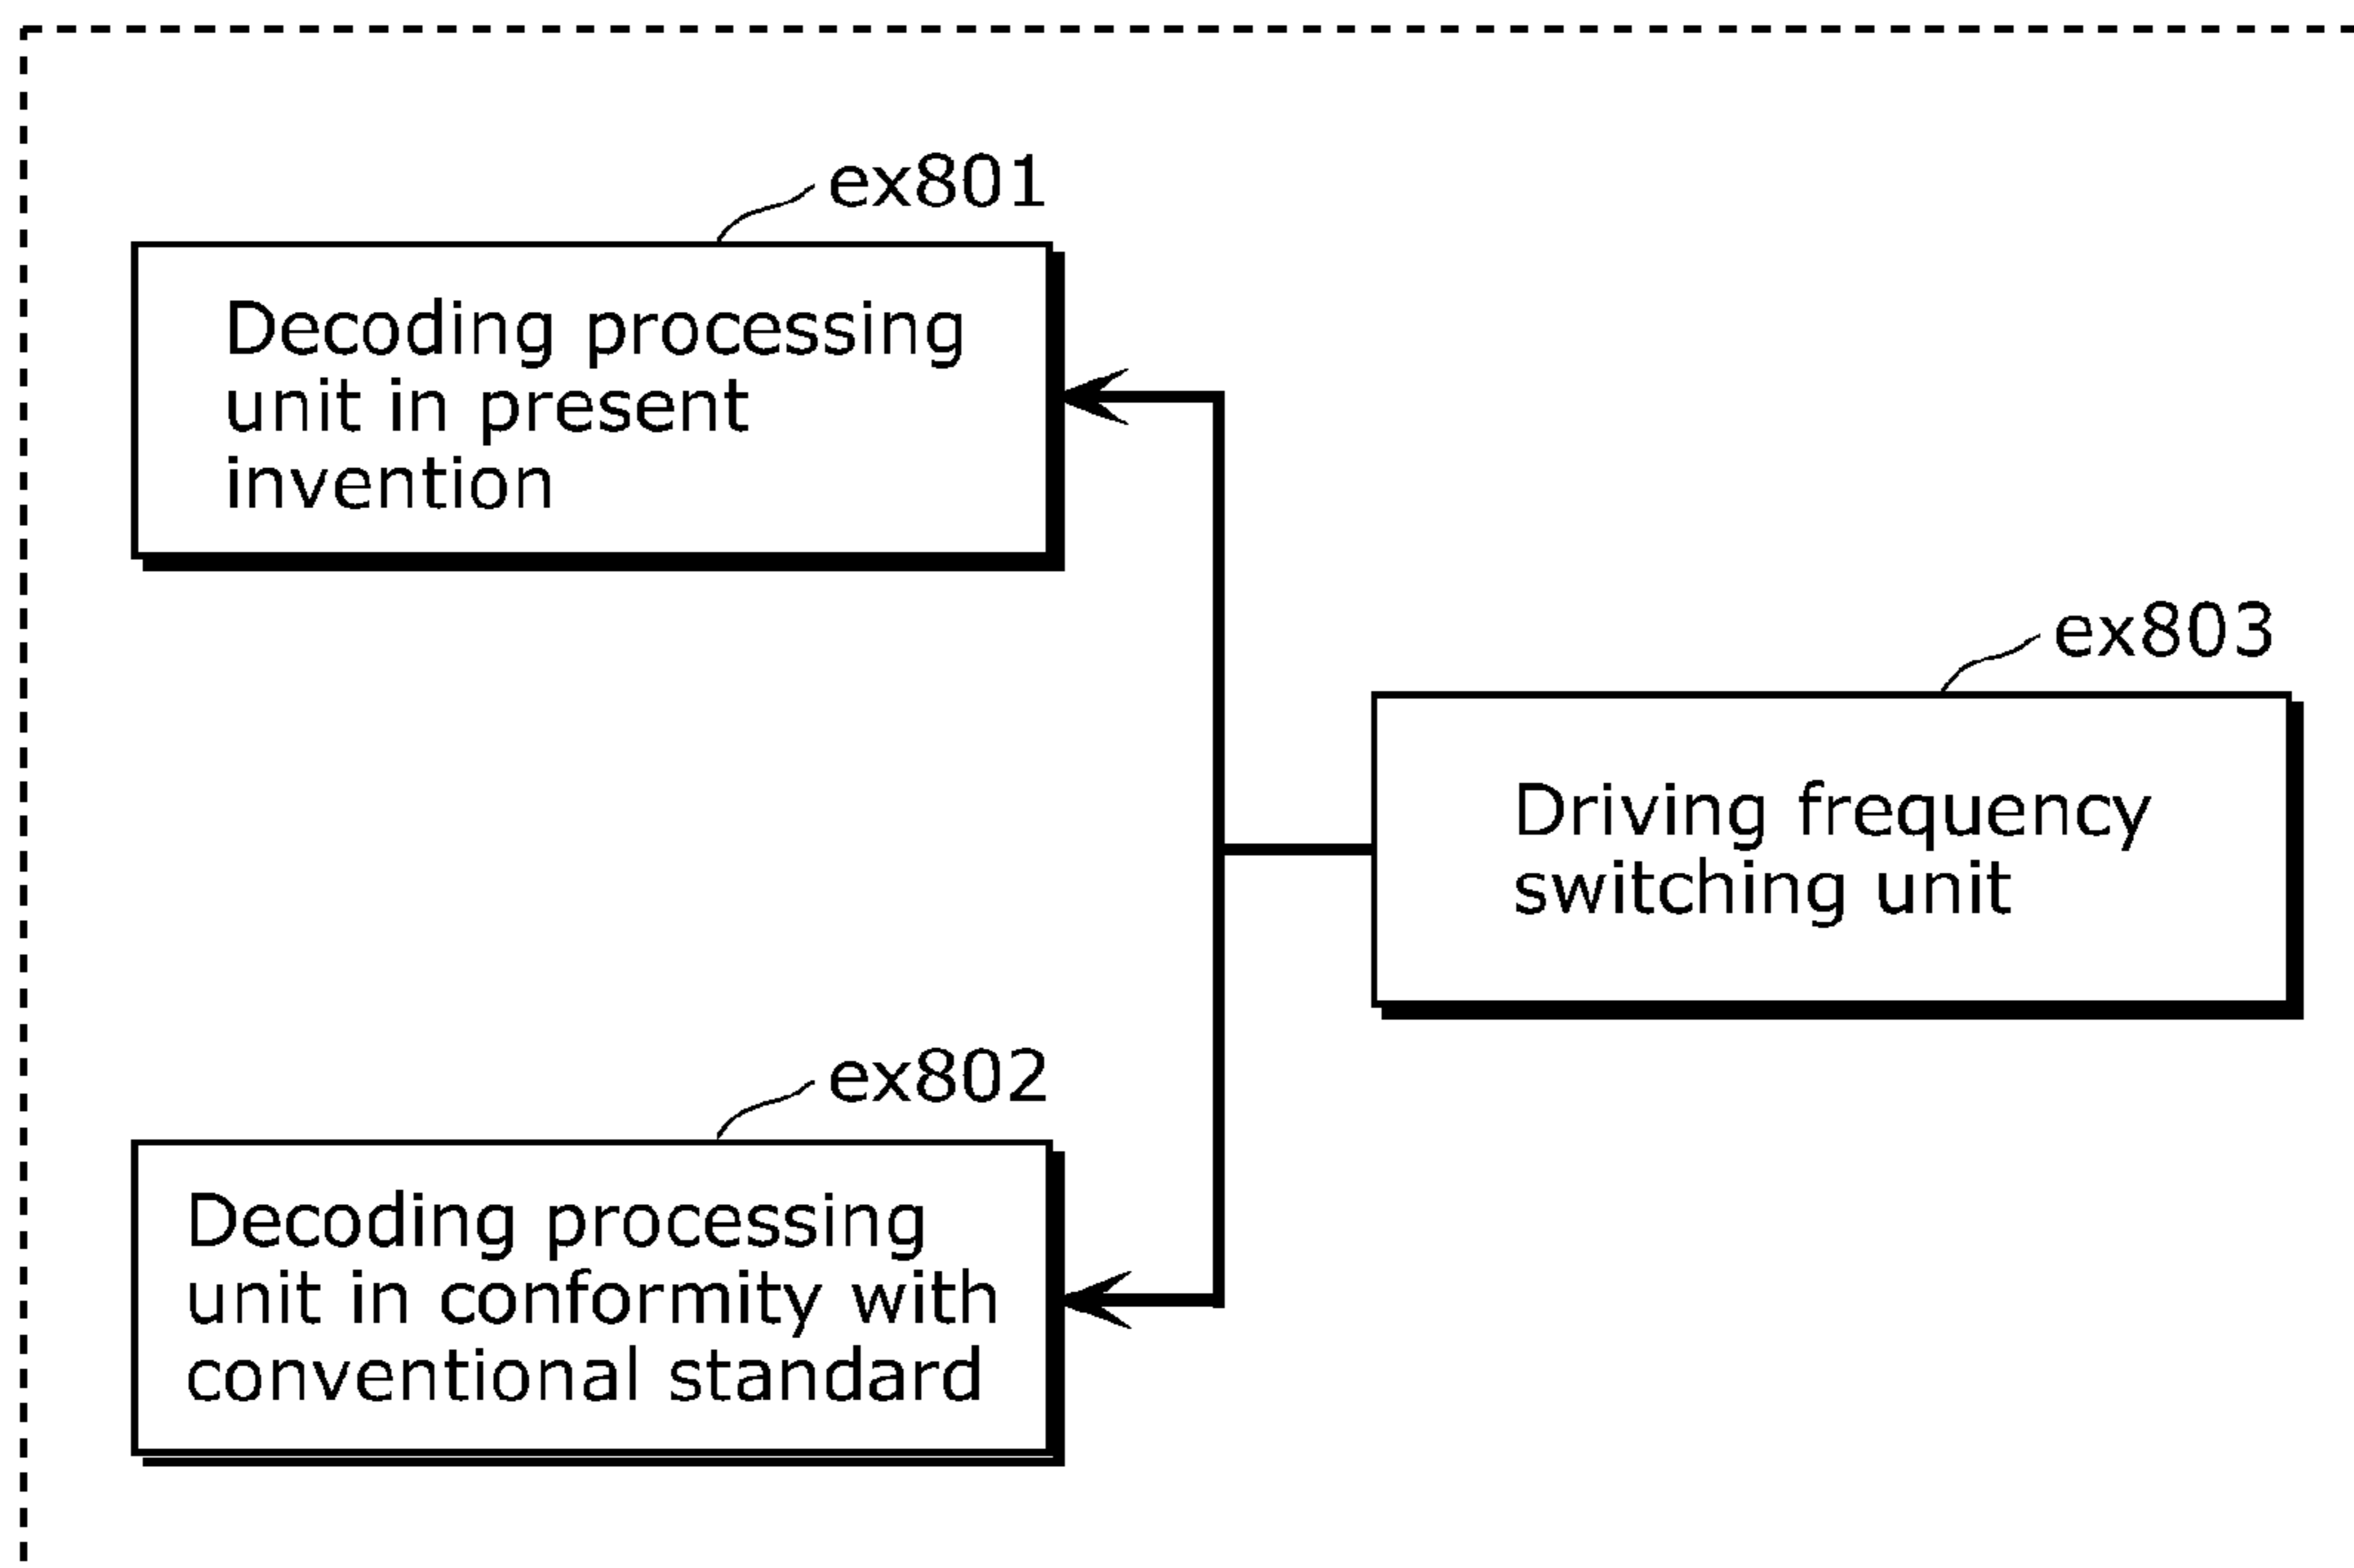 ex801
Decoding processing
unit in present
invention
ex803
Driving frequency
switching unit
ex802
Decoding processing
unit in conformity with
conventional standard